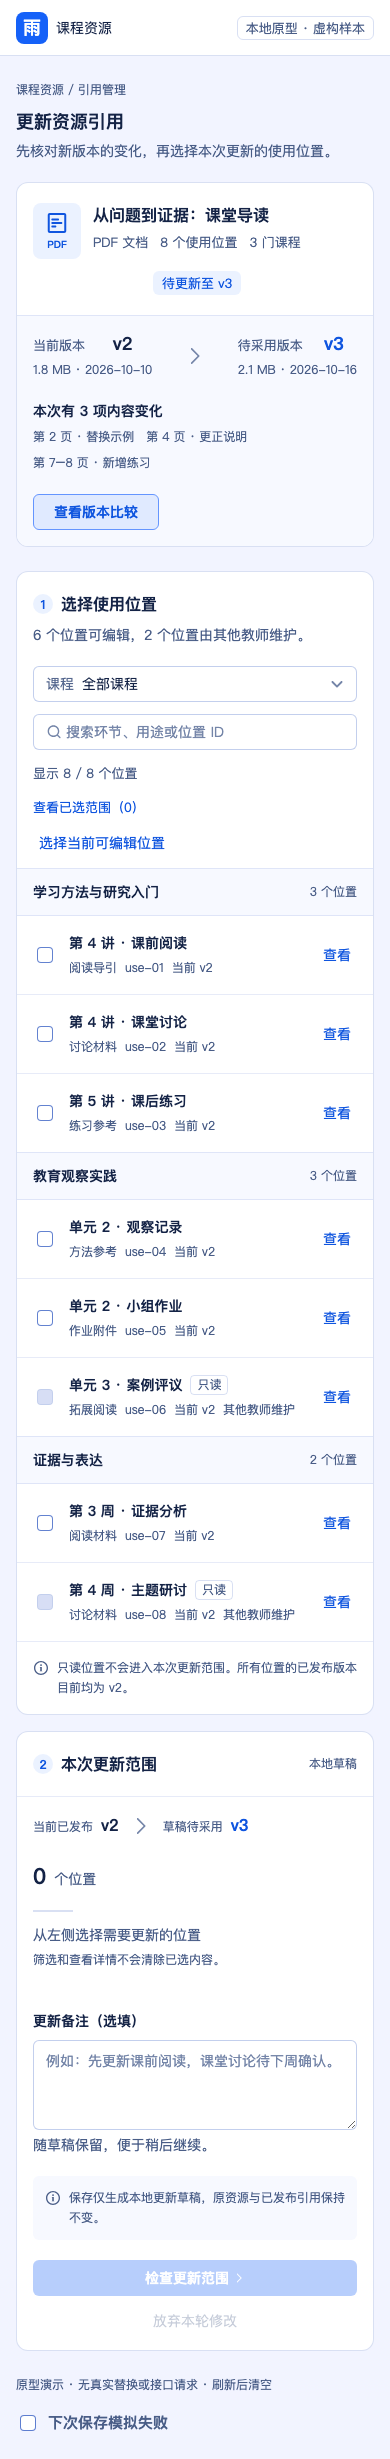 雨 课程资源 本地原型 · 虚构样本
课程资源 / 引用管理
更新资源引用
先核对新版本的变化，再选择本次更新的使用位置。
PDF
从问题到证据：课堂导读
PDF 文档 8 个使用位置 3 门课程
待更新至 v3
当前版本 v2
1.8 MB · 2026-10-10
待采用版本 v3
2.1 MB · 2026-10-16
本次有 3 项内容变化
第 2 页 · 替换示例 第 4 页 · 更正说明
第 7–8 页 · 新增练习
查看版本比较
1 选择使用位置
6 个位置可编辑，2 个位置由其他教师维护。
课程 全部课程
搜索环节、用途或位置 ID
显示 8 / 8 个位置
查看已选范围（0）
选择当前可编辑位置
学习方法与研究入门 3 个位置
第 4 讲 · 课前阅读
阅读导引 use-01 当前 v2
查看
第 4 讲 · 课堂讨论
讨论材料 use-02 当前 v2
查看
第 5 讲 · 课后练习
练习参考 use-03 当前 v2
查看
教育观察实践 3 个位置
单元 2 · 观察记录
方法参考 use-04 当前 v2
查看
单元 2 · 小组作业
作业附件 use-05 当前 v2
查看
单元 3 · 案例评议 只读
拓展阅读 use-06 当前 v2 其他教师维护
查看
证据与表达 2 个位置
第 3 周 · 证据分析
阅读材料 use-07 当前 v2
查看
第 4 周 · 主题研讨 只读
讨论材料 use-08 当前 v2 其他教师维护
查看
只读位置不会进入本次更新范围。所有位置的已发布版本
目前均为 v2。
2 本次更新范围 本地草稿
当前已发布 v2 草稿待采用 v3
0 个位置
从左侧选择需要更新的位置
筛选和查看详情不会清除已选内容。
更新备注（选填）
例如：先更新课前阅读，课堂讨论待下周确认。
随草稿保留，便于稍后继续。
保存仅生成本地更新草稿，原资源与已发布引用保持
不变。
检查更新范围
放弃本轮修改
原型演示 · 无真实替换或接口请求 · 刷新后清空
下次保存模拟失败